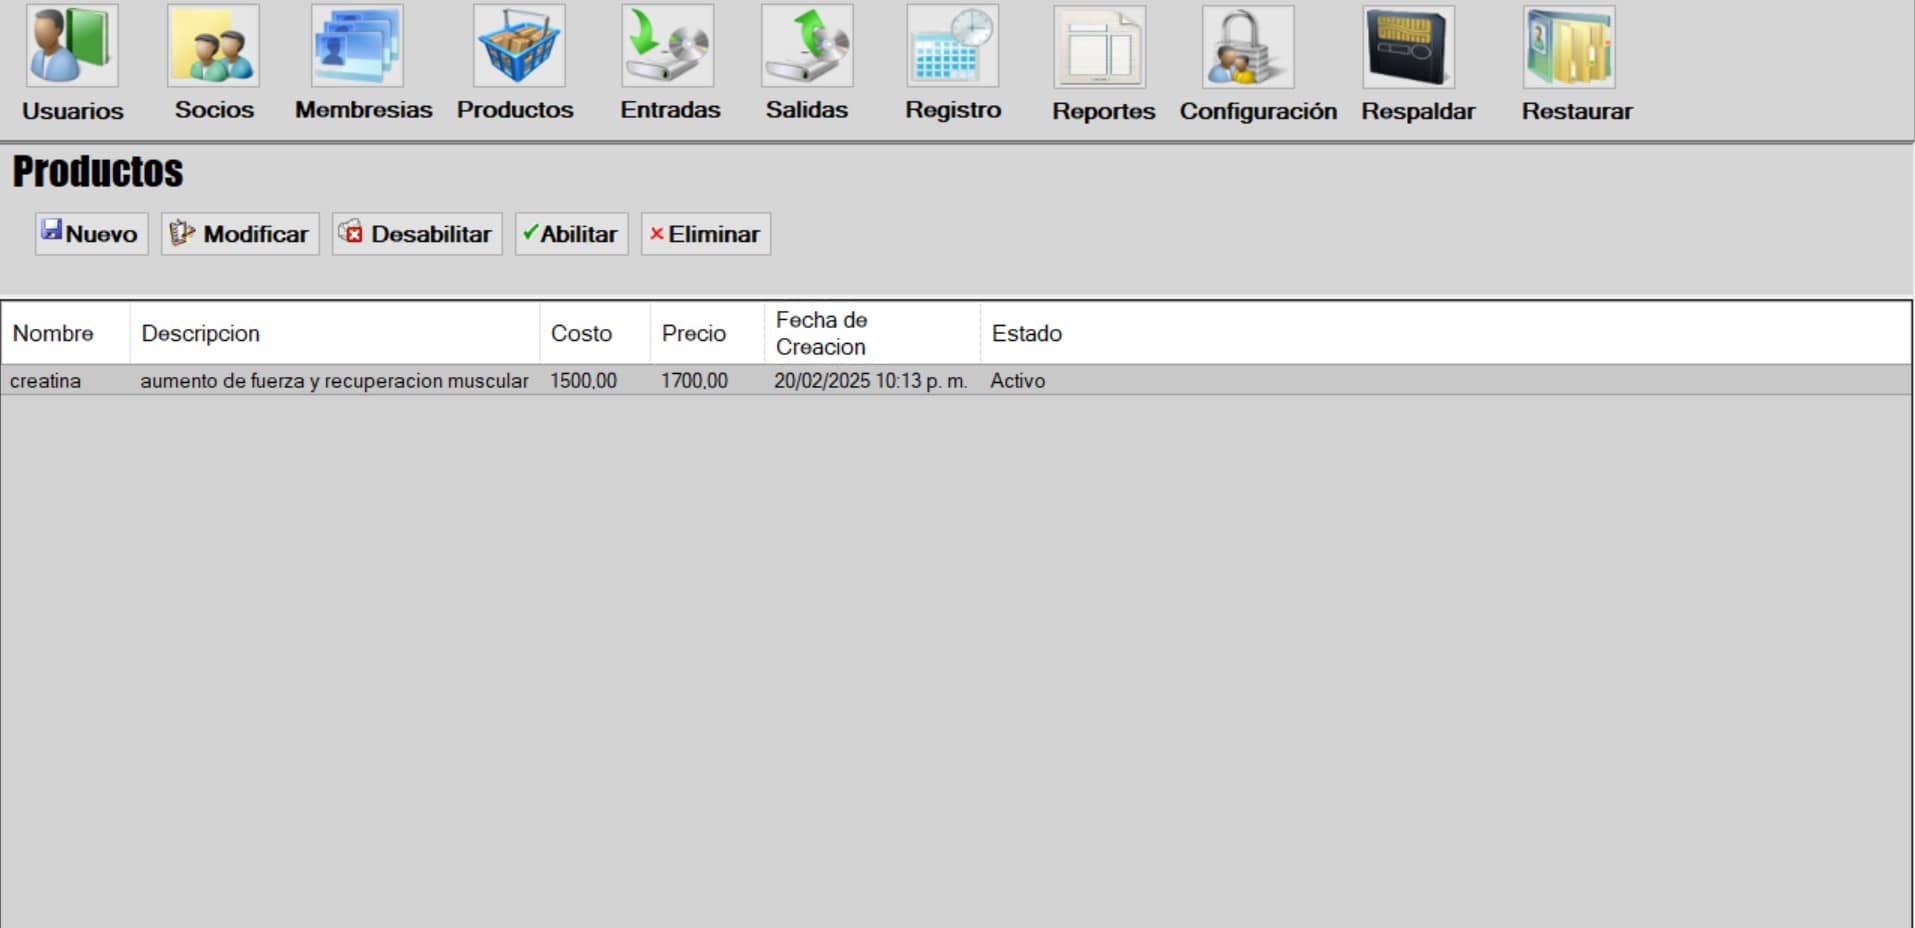 Usuarios Socios Membresias Productos Entradas Salidas Registro Reportes Configuración Respaldar Restaurar
Productos
Nuevo Modificar Desabilitar Abilitar Eliminar
Nombre Descripcion Costo Precio Fecha de Creacion Estado
creatina aumento de fuerza y recuperacion muscular 1500,00 1700,00 20/02/2025 10:13 p. m. Activo